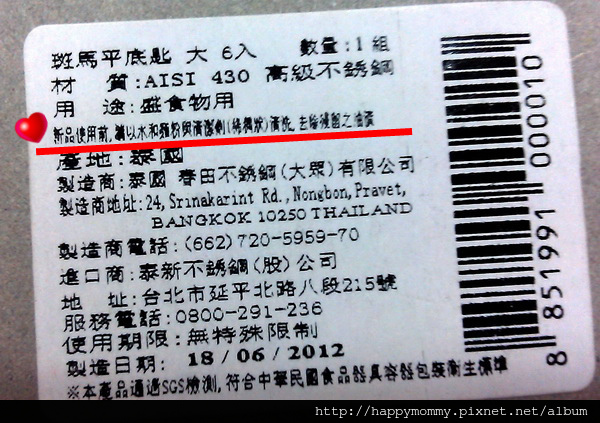 斑馬平底匙 大 6入 數量:1 組
材 質:AISI 430 高級不銹鋼
用 途:盛食物用
新品使用前,請以水和麵粉與清潔劑(稀稠狀)清洗,去除殘留之油漬
產地:泰國
製造商:泰國 春田不銹鋼(大眾)有限公司
製造商地址:24, Srinakarint Rd., Nongbon, Pravet,
BANGKOK 10250 THAILAND
製造商電話:(662)720-5959-70
進口商:泰新不銹鋼(股)公司
地 址:台北市延平北路八段215號
服務電話:0800-291-236
使用期限:無特殊限制
製造日期: 18 / 06 / 2012
※本產品通過SGS檢測,符合中華民國食品器具容器包裝衛生標準
8 851991 000010
http://happymommy.pixnet.net/album